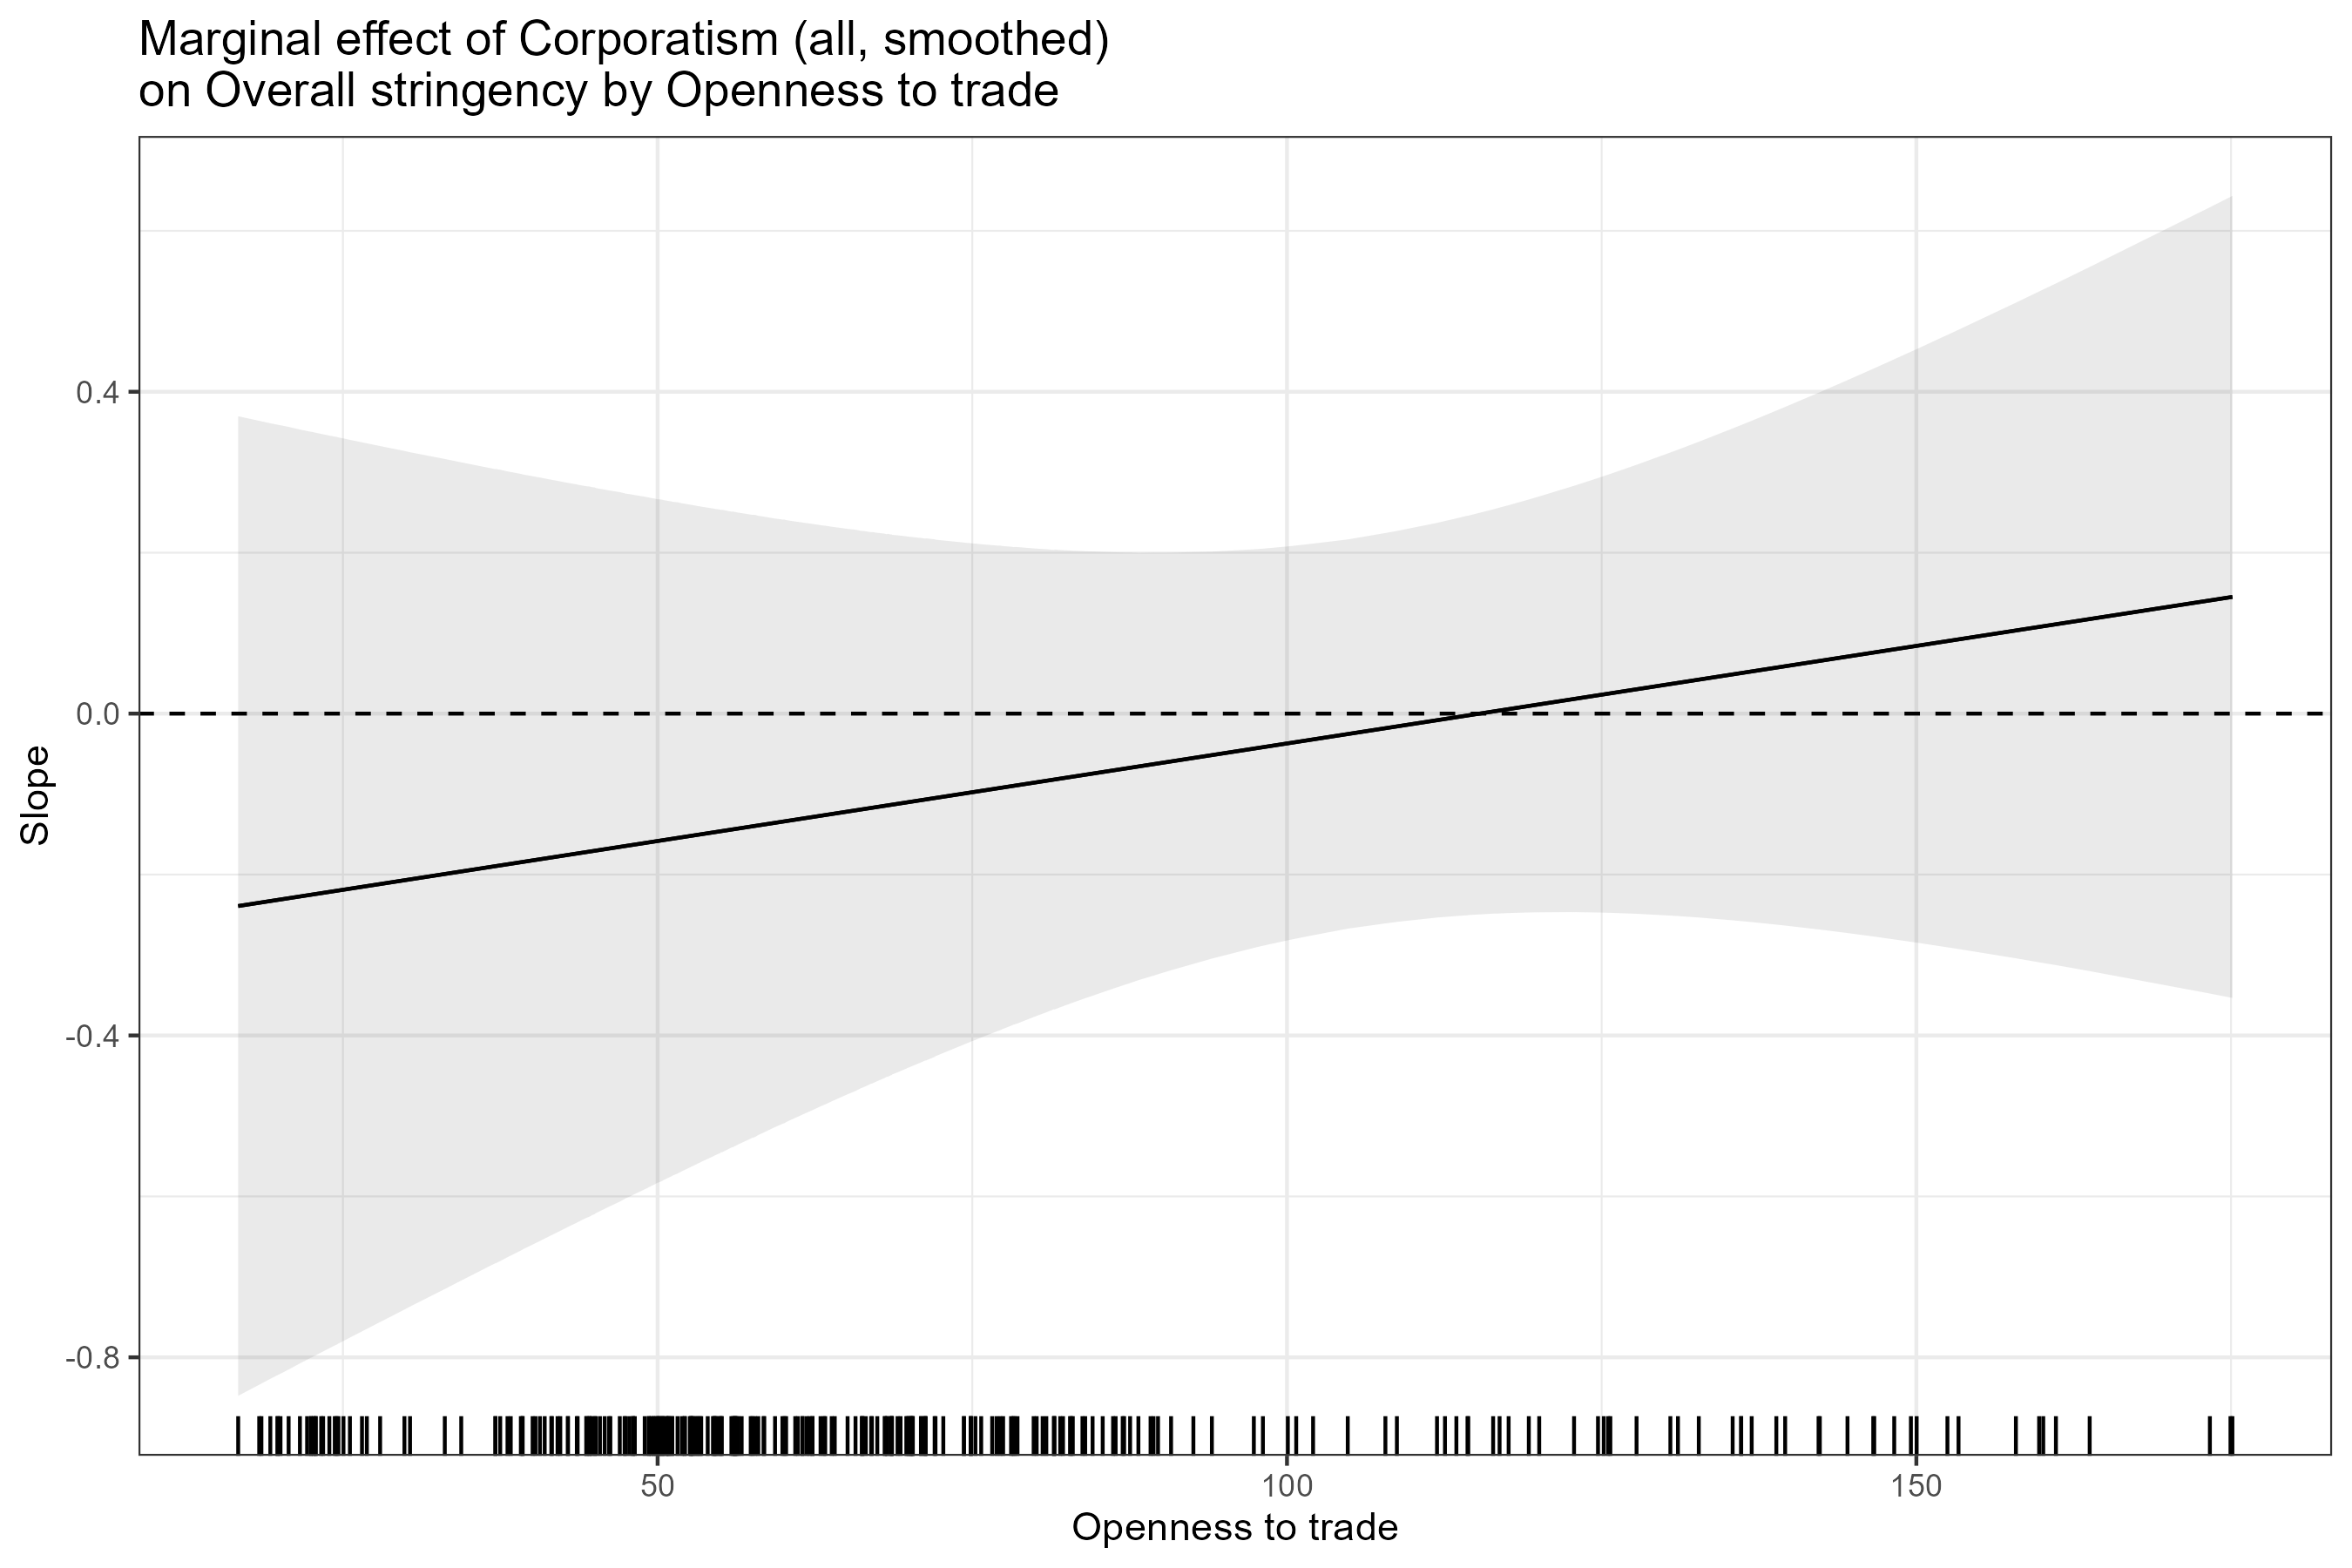 Marginal effect of Corporatism (all, smoothed)
on Overall stringency by Openness to trade
0.4
0.0
-0.4
-0.8
Slope
50
100
150
Openness to trade